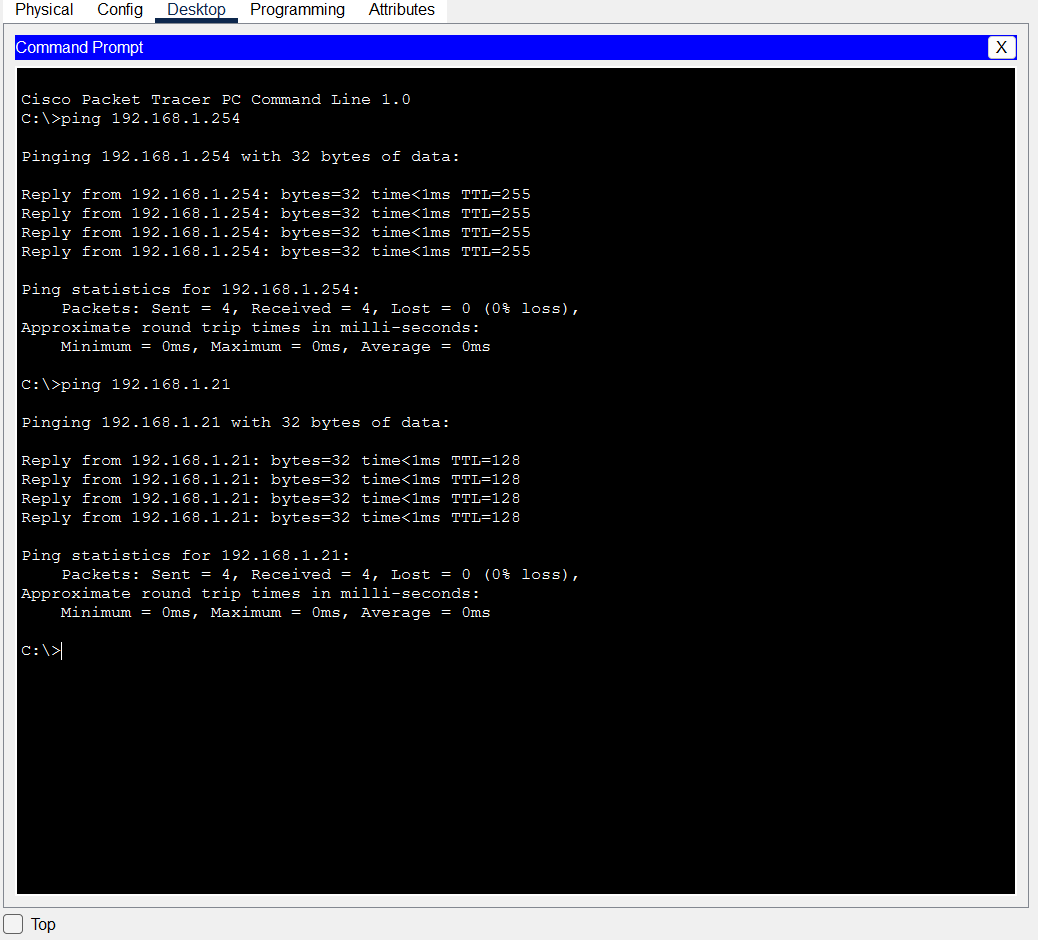 Physical Config Desktop Programming Attributes
Command Prompt X
Cisco Packet Tracer PC Command Line 1.0
C:\>ping 192.168.1.254
Pinging 192.168.1.254 with 32 bytes of data:
Reply from 192.168.1.254: bytes=32 time<1ms TTL=255
Reply from 192.168.1.254: bytes=32 time<1ms TTL=255
Reply from 192.168.1.254: bytes=32 time<1ms TTL=255
Reply from 192.168.1.254: bytes=32 time<1ms TTL=255
Ping statistics for 192.168.1.254:
    Packets: Sent = 4, Received = 4, Lost = 0 (0% loss),
Approximate round trip times in milli-seconds:
    Minimum = 0ms, Maximum = 0ms, Average = 0ms
C:\>ping 192.168.1.21
Pinging 192.168.1.21 with 32 bytes of data:
Reply from 192.168.1.21: bytes=32 time<1ms TTL=128
Reply from 192.168.1.21: bytes=32 time<1ms TTL=128
Reply from 192.168.1.21: bytes=32 time<1ms TTL=128
Reply from 192.168.1.21: bytes=32 time<1ms TTL=128
Ping statistics for 192.168.1.21:
    Packets: Sent = 4, Received = 4, Lost = 0 (0% loss),
Approximate round trip times in milli-seconds:
    Minimum = 0ms, Maximum = 0ms, Average = 0ms
C:\>
Top